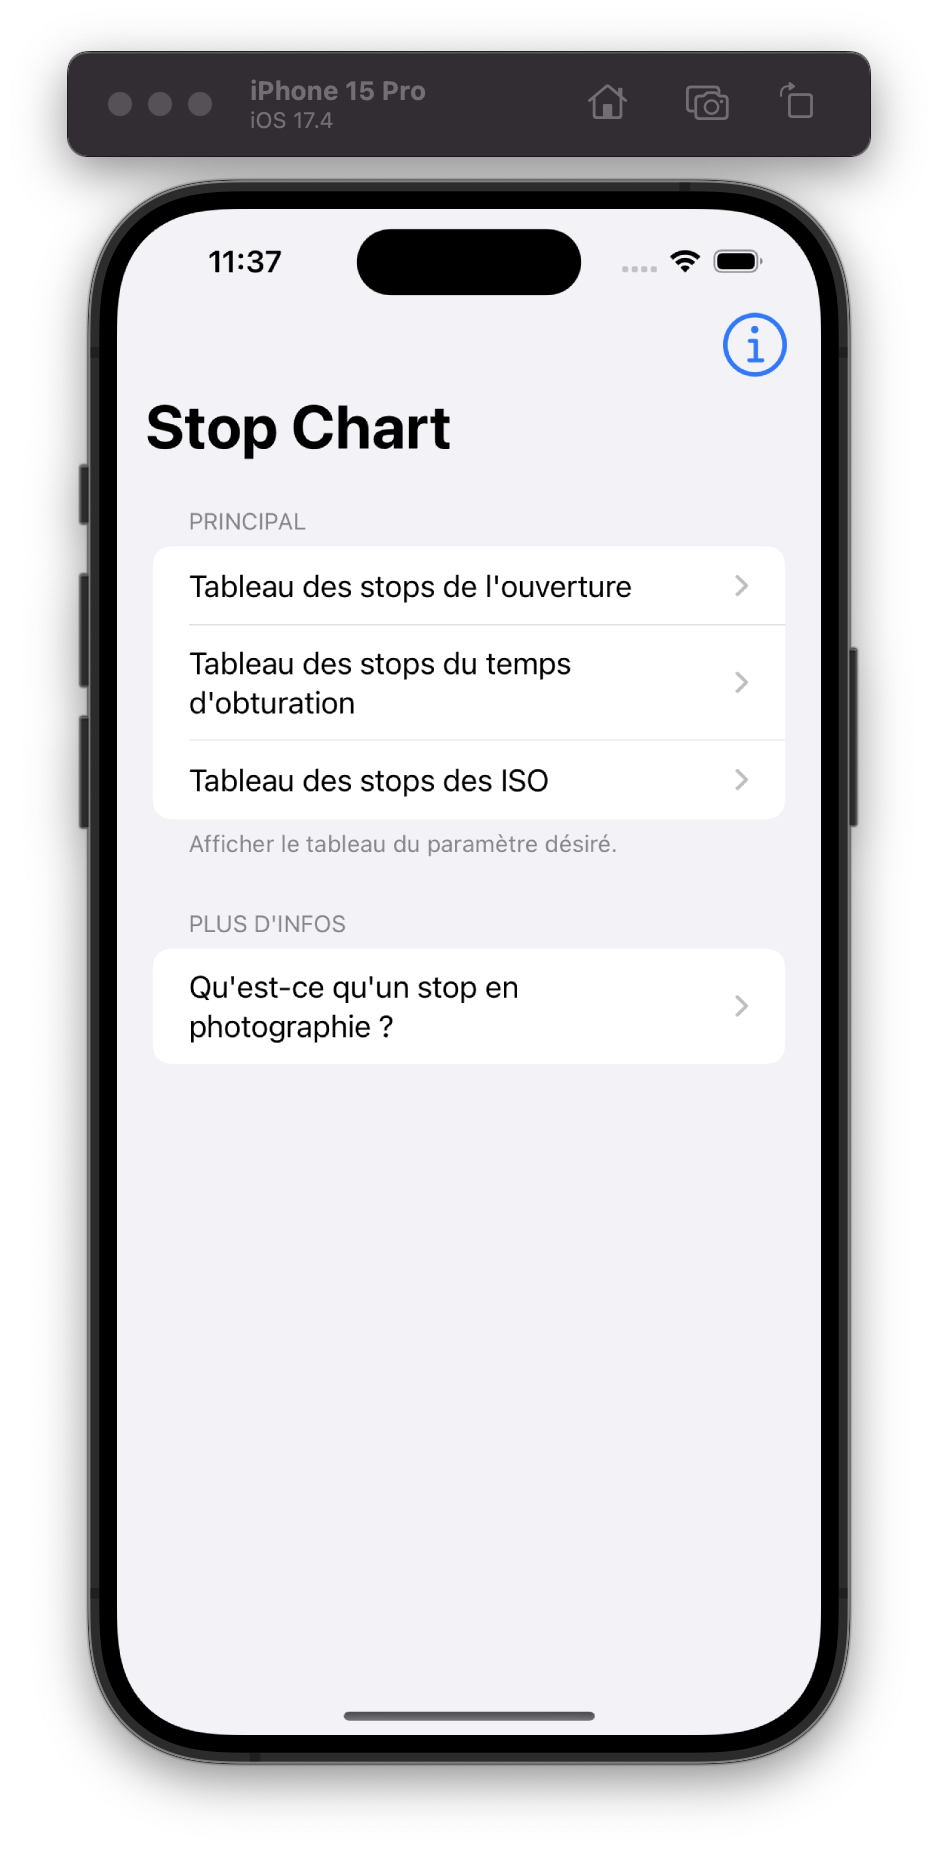 iPhone 15 Pro
iOS 17.4
11:37
Stop Chart
PRINCIPAL
Tableau des stops de l'ouverture
Tableau des stops du temps
d'obturation
Tableau des stops des ISO
Afficher le tableau du paramètre désiré.
PLUS D'INFOS
Qu'est-ce qu'un stop en
photographie ?